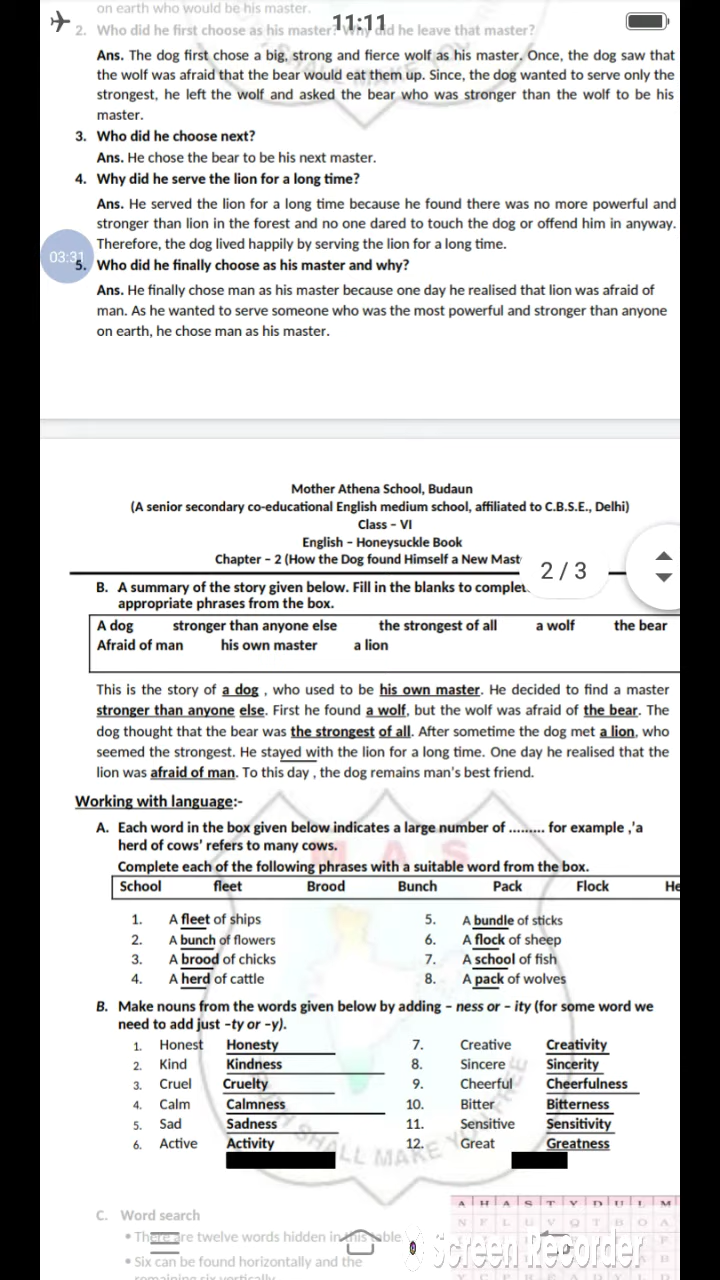 on earth who would be his master.
11:11
2. Who did he first choose as his master? Why did he leave that master?
Ans. The dog first chose a big, strong and fierce wolf as his master. Once, the dog saw that
the wolf was afraid that the bear would eat them up. Since, the dog wanted to serve only the
strongest, he left the wolf and asked the bear who was stronger than the wolf to be his
master.
3. Who did he choose next?
Ans. He chose the bear to be his next master.
4. Why did he serve the lion for a long time?
Ans. He served the lion for a long time because he found there was no more powerful and
stronger than lion in the forest and no one dared to touch the dog or offend him in anyway.
Therefore, the dog lived happily by serving the lion for a long time.
03:31
5. Who did he finally choose as his master and why?
Ans. He finally chose man as his master because one day he realised that lion was afraid of
man. As he wanted to serve someone who was the most powerful and stronger than anyone
on earth, he chose man as his master.
Mother Athena School, Budaun
(A senior secondary co-educational English medium school, affiliated to C.B.S.E., Delhi)
Class – VI
English – Honeysuckle Book
Chapter – 2 (How the Dog found Himself a New Mast
2 / 3
B. A summary of the story given below. Fill in the blanks to complet
appropriate phrases from the box.
A dog stronger than anyone else the strongest of all a wolf the bear
Afraid of man his own master a lion
This is the story of a dog , who used to be his own master. He decided to find a master
stronger than anyone else. First he found a wolf, but the wolf was afraid of the bear. The
dog thought that the bear was the strongest of all. After sometime the dog met a lion, who
seemed the strongest. He stayed with the lion for a long time. One day he realised that the
lion was afraid of man. To this day , the dog remains man's best friend.
Working with language:-
A. Each word in the box given below indicates a large number of ......... for example ,'a
herd of cows' refers to many cows.
Complete each of the following phrases with a suitable word from the box.
School fleet Brood Bunch Pack Flock He
1. A fleet of ships 5. A bundle of sticks
2. A bunch of flowers 6. A flock of sheep
3. A brood of chicks 7. A school of fish
4. A herd of cattle 8. A pack of wolves
B. Make nouns from the words given below by adding – ness or – ity (for some word we
need to add just –ty or –y).
1. Honest Honesty 7. Creative Creativity
2. Kind Kindness 8. Sincere Sincerity
3. Cruel Cruelty 9. Cheerful Cheerfulness
4. Calm Calmness 10. Bitter Bitterness
5. Sad Sadness 11. Sensitive Sensitivity
6. Active Activity 12. Great Greatness
SHALL MAKE YOU FREE
M A S
C. Word search
A H A S T Y D U L M
N F L U V Q T B O A
• There are twelve words hidden in this table
• Six can be found horizontally and the
remaining six vertically
Screen Recorder